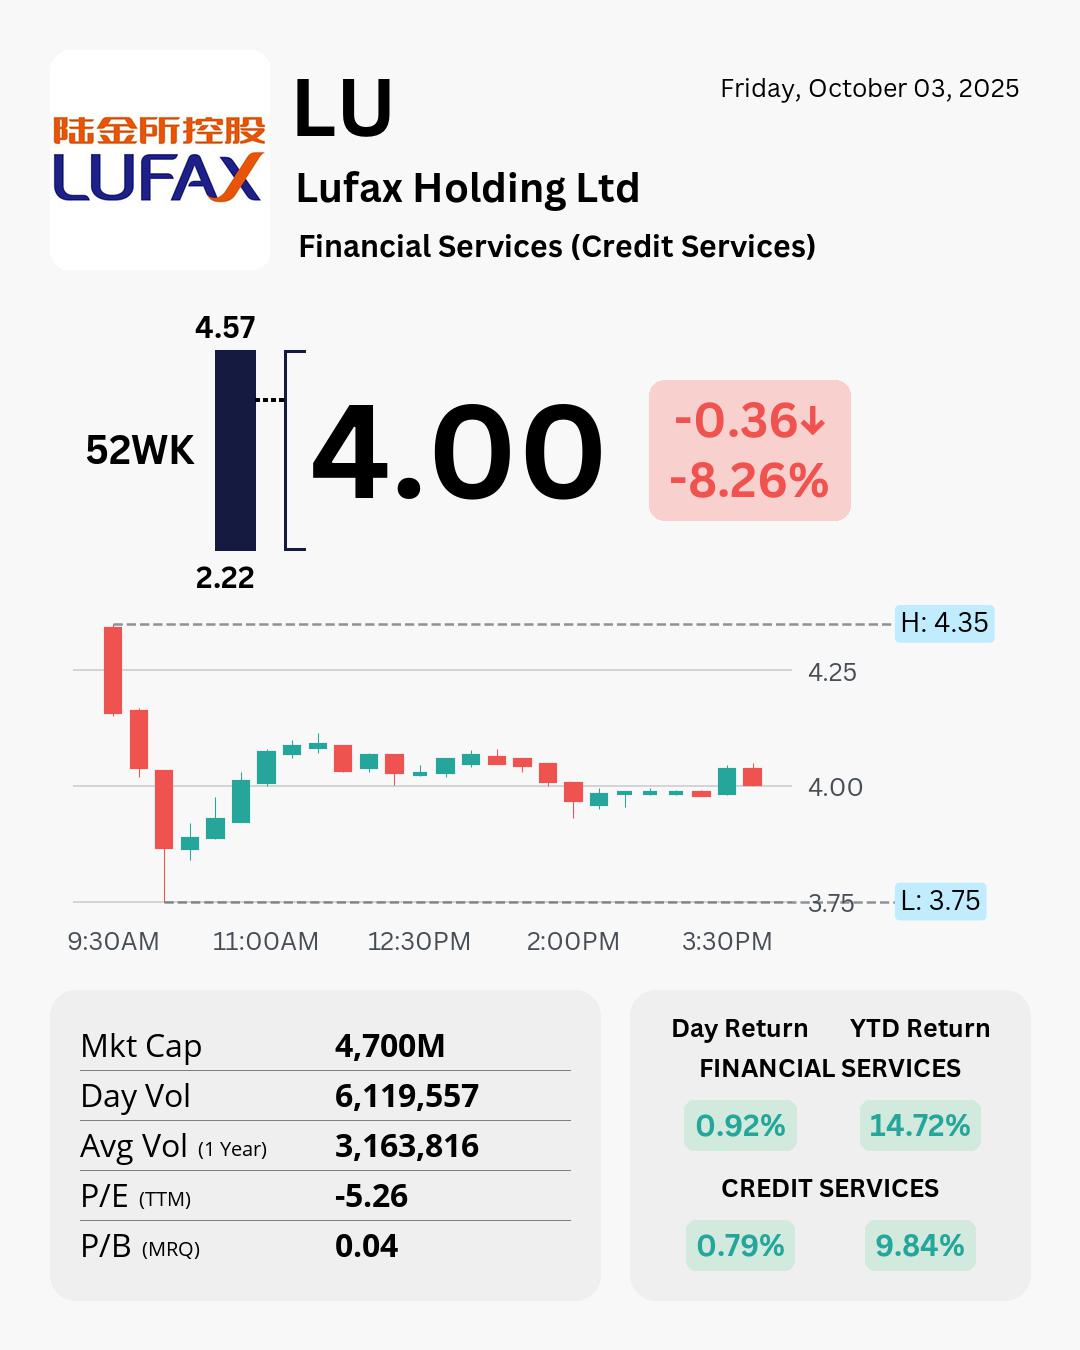 陆金所控股
LUFAX
LU
Friday, October 03, 2025
Lufax Holding Ltd
Financial Services (Credit Services)
4.57
52WK
4.00
-0.36↓
-8.26%
2.22
H: 4.35
4.25
4.00
3.75
L: 3.75
9:30AM 11:00AM 12:30PM 2:00PM 3:30PM
Mkt Cap 4,700M
Day Vol 6,119,557
Avg Vol (1 Year) 3,163,816
P/E (TTM) -5.26
P/B (MRQ) 0.04
Day Return YTD Return
FINANCIAL SERVICES
0.92% 14.72%
CREDIT SERVICES
0.79% 9.84%